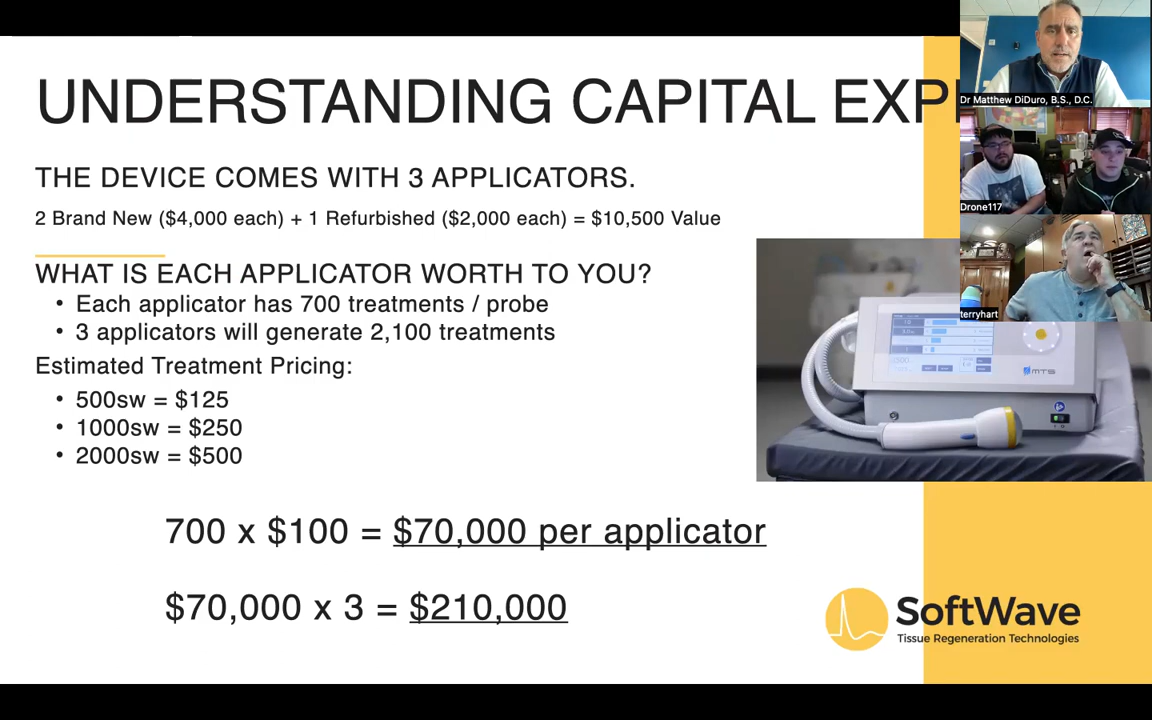 UNDERSTANDING CAPITAL EXP
THE DEVICE COMES WITH 3 APPLICATORS.
2 Brand New ($4,000 each) + 1 Refurbished ($2,000 each) = $10,500 Value
WHAT IS EACH APPLICATOR WORTH TO YOU?
• Each applicator has 700 treatments / probe
• 3 applicators will generate 2,100 treatments
Estimated Treatment Pricing:
• 500sw = $125
• 1000sw = $250
• 2000sw = $500
700 x $100 = $70,000 per applicator
$70,000 x 3 = $210,000
Dr Matthew DiDuro, B.S., D.C.
Drone117
terryhart
MTS
SoftWave
Tissue Regeneration Technologies